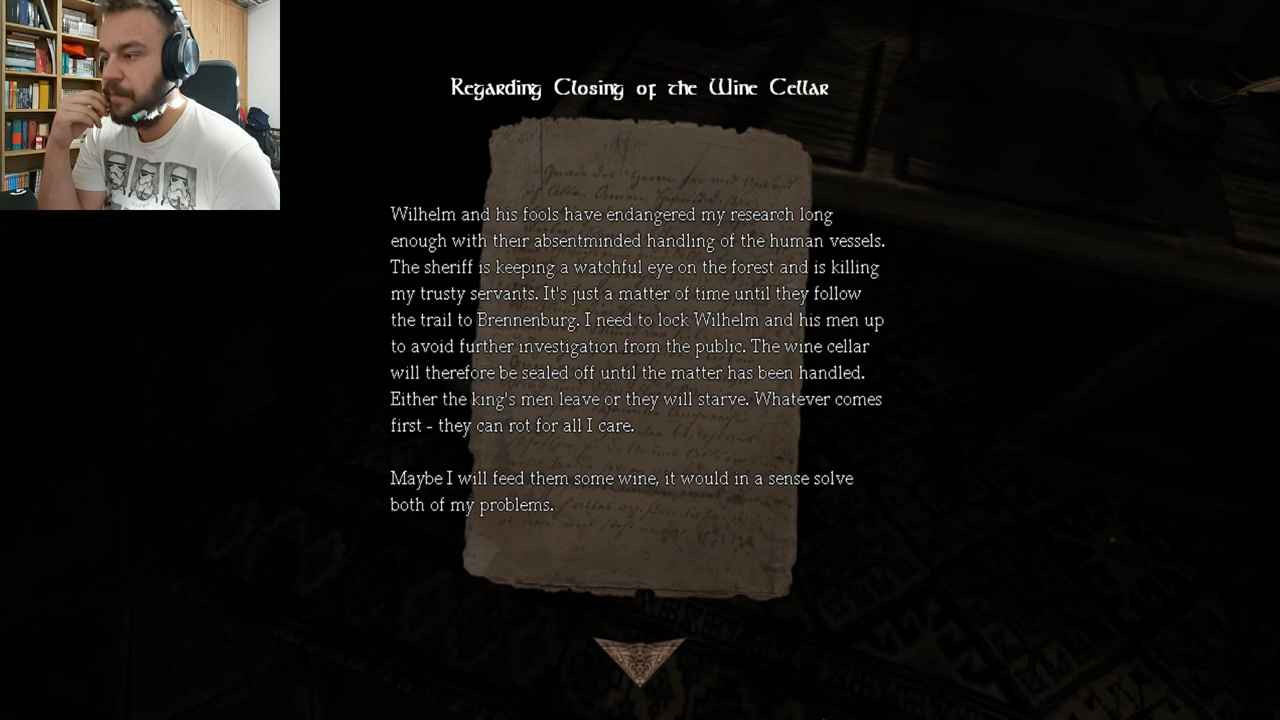 Regarding Closing of the Wine Cellar
Wilhelm and his fools have endangered my research long
enough with their absentminded handling of the human vessels.
The sheriff is keeping a watchful eye on the forest and is killing
my trusty servants. It's just a matter of time until they follow
the trail to Brennenburg. I need to lock Wilhelm and his men up
to avoid further investigation from the public. The wine cellar
will therefore be sealed off until the matter has been handled.
Either the king's men leave or they will starve. Whatever comes
first - they can rot for all I care.
Maybe I will feed them some wine, it would in a sense solve
both of my problems.